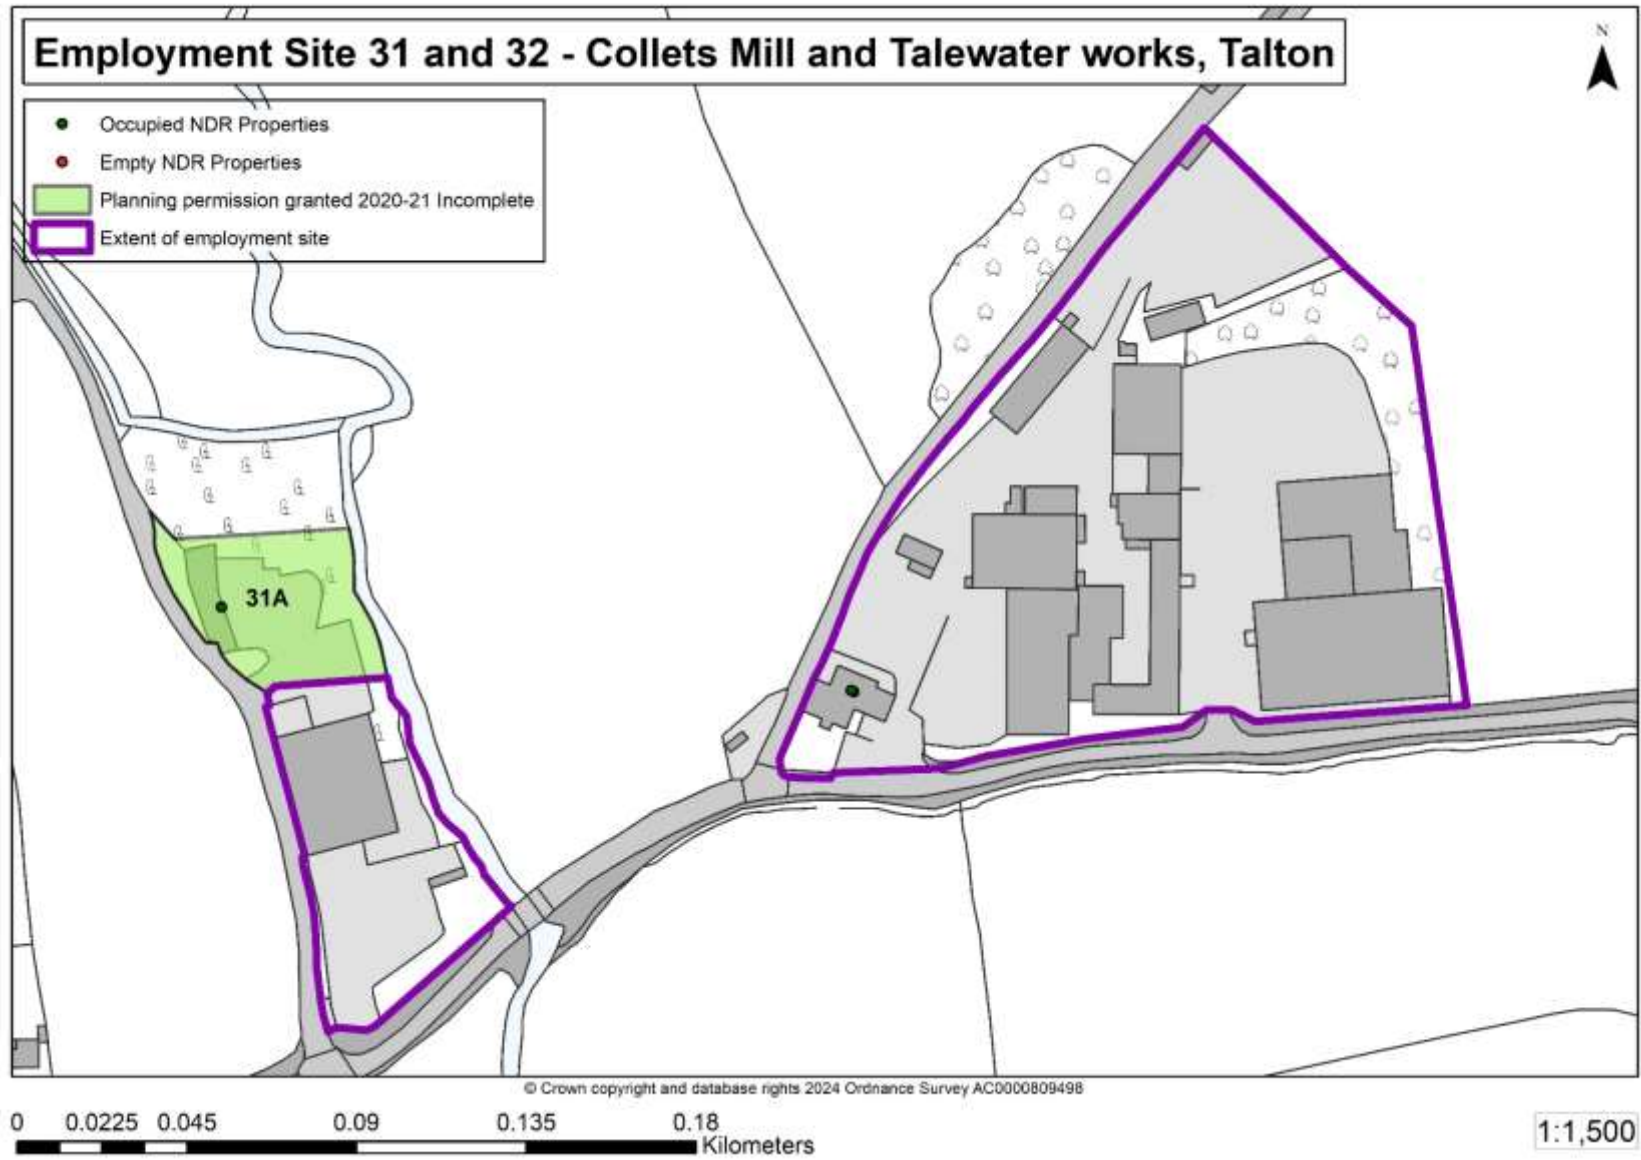 Employment Site 31 and 32 - Collets Mill and Talewater works, Talton
N
Occupied NDR Properties
Empty NDR Properties
Planning permission granted 2020-21 Incomplete
Extent of employment site
31A
© Crown copyright and database rights 2024 Ordnance Survey AC0000809498
0 0.0225 0.045 0.09 0.135 0.18
Kilometers
1:1,500